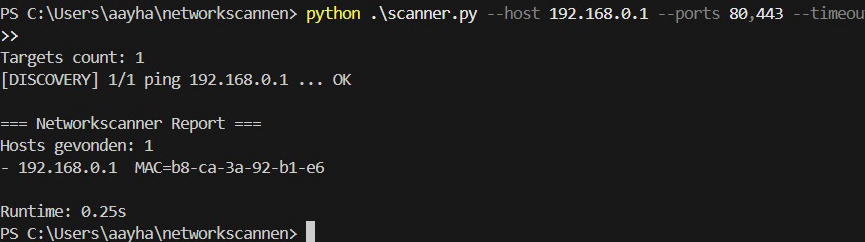 PS C:\Users\aayha\networkscannen> python .\scanner.py --host 192.168.0.1 --ports 80,443 --timeou
>>
Targets count: 1
[DISCOVERY] 1/1 ping 192.168.0.1 ... OK
=== Networkscanner Report ===
Hosts gevonden: 1
- 192.168.0.1  MAC=b8-ca-3a-92-b1-e6
Runtime: 0.25s
PS C:\Users\aayha\networkscannen>